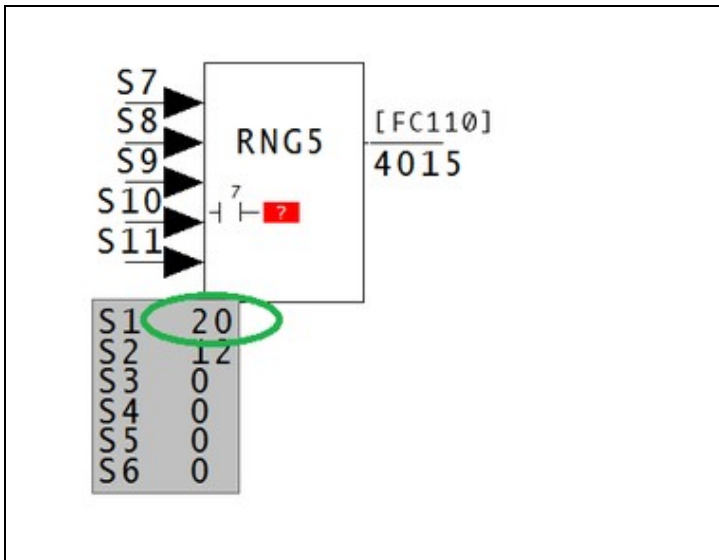 S7
S8
S9
S10
S11
RNG5
7
?
[FC110]
4015
S1 20
S2 12
S3 0
S4 0
S5 0
S6 0